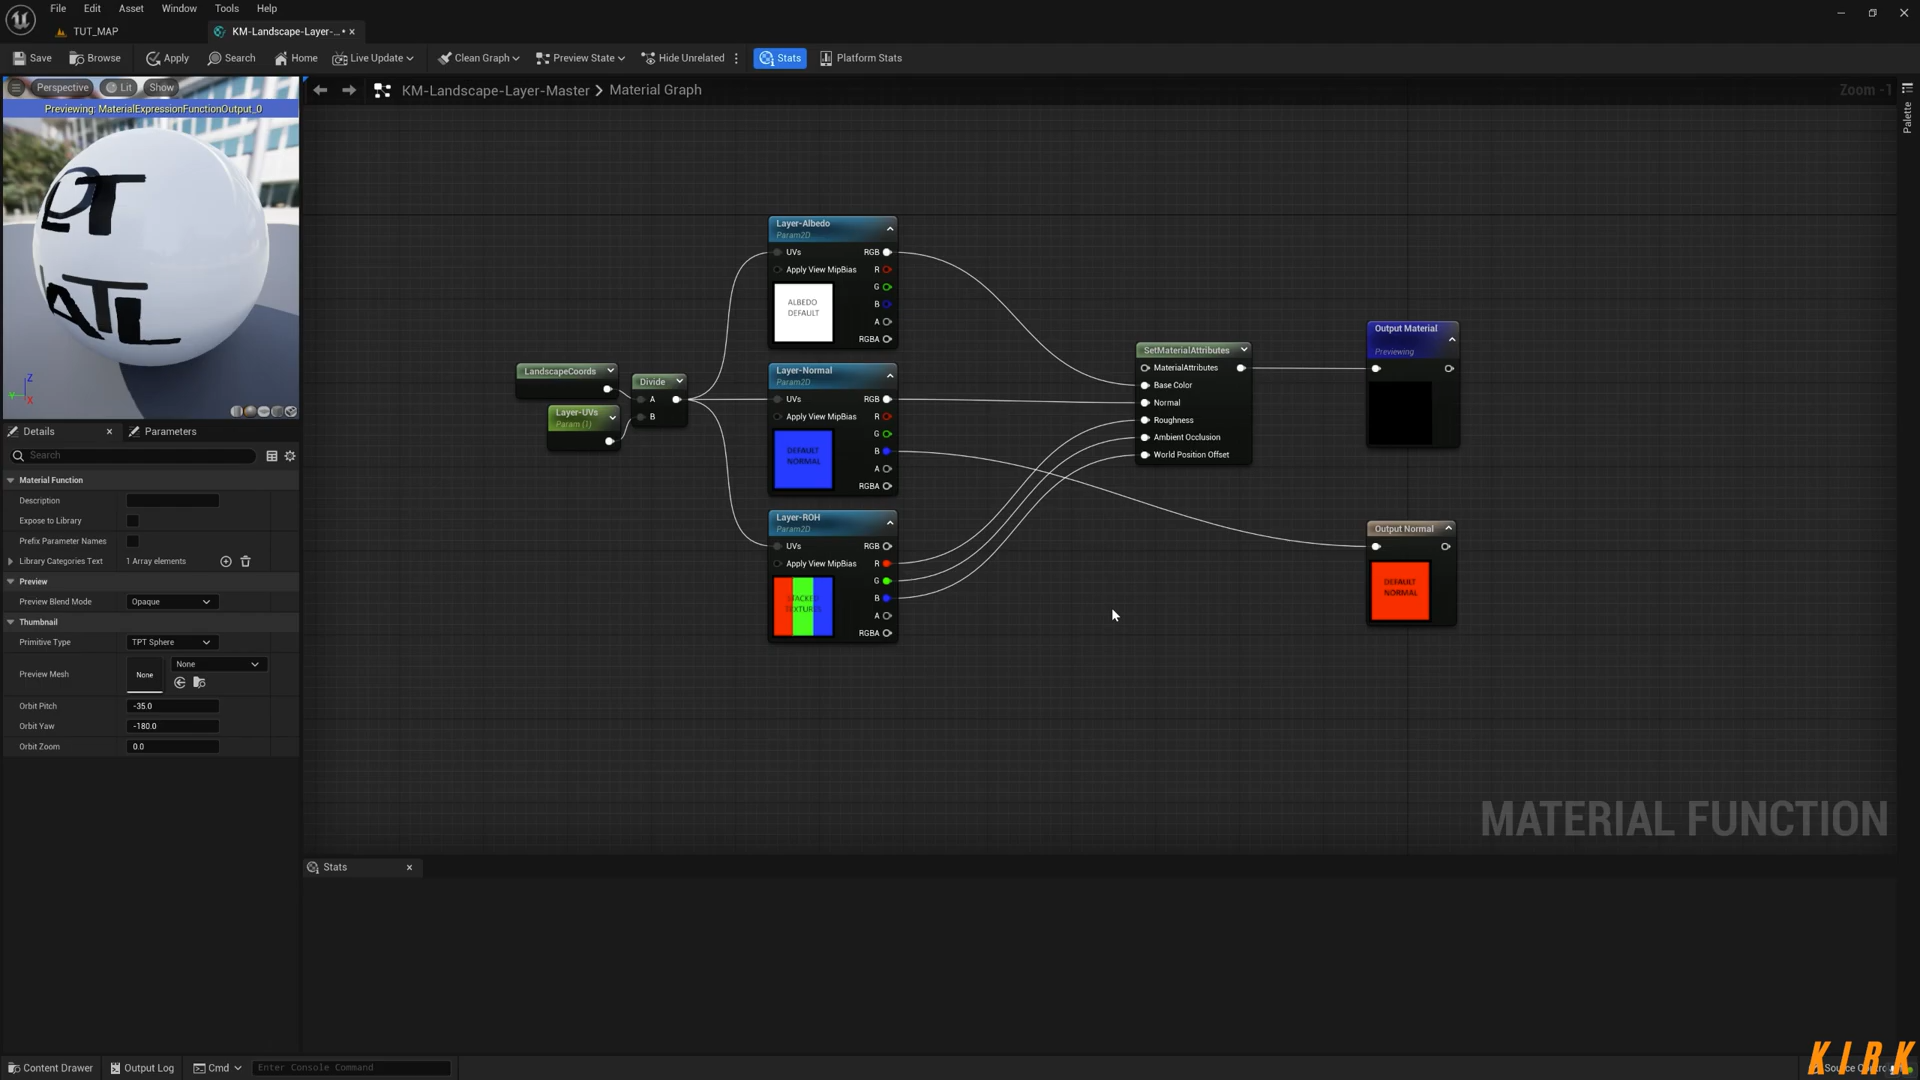 File Edit Asset Window Tools Help
TUT_MAP
KM-Landscape-Layer-... •
Save Browse Apply Search Home Live Update Clean Graph Preview State Hide Unrelated Stats Platform Stats
Perspective Lit Show
Previewing: MaterialExpressionFunctionOutput_0
KM-Landscape-Layer-Master > Material Graph
Zoom -1
Palette
Z
Y
X
Details
Parameters
Search
Material Function
Description
Expose to Library
Prefix Parameter Names
Library Categories Text 1 Array elements
Preview
Preview Blend Mode Opaque
Thumbnail
Primitive Type TPT Sphere
Preview Mesh None None
Orbit Pitch -35.0
Orbit Yaw -180.0
Orbit Zoom 0.0
LandscapeCoords
Layer-UVs
Param (1)
Divide
A
B
Layer-Albedo
Param2D
UVs RGB
Apply View MipBias R
G
B
A
RGBA
ALBEDO
DEFAULT
Layer-Normal
Param2D
UVs RGB
Apply View MipBias R
G
B
A
RGBA
DEFAULT
NORMAL
Layer-ROH
Param2D
UVs RGB
Apply View MipBias R
G
B
A
RGBA
STACKED
TEXTURES
SetMaterialAttributes
MaterialAttributes
Base Color
Normal
Roughness
Ambient Occlusion
World Position Offset
Output Material
Previewing
Output Normal
DEFAULT
NORMAL
MATERIAL FUNCTION
Stats
Content Drawer Output Log Cmd Enter Console Command
KIRK